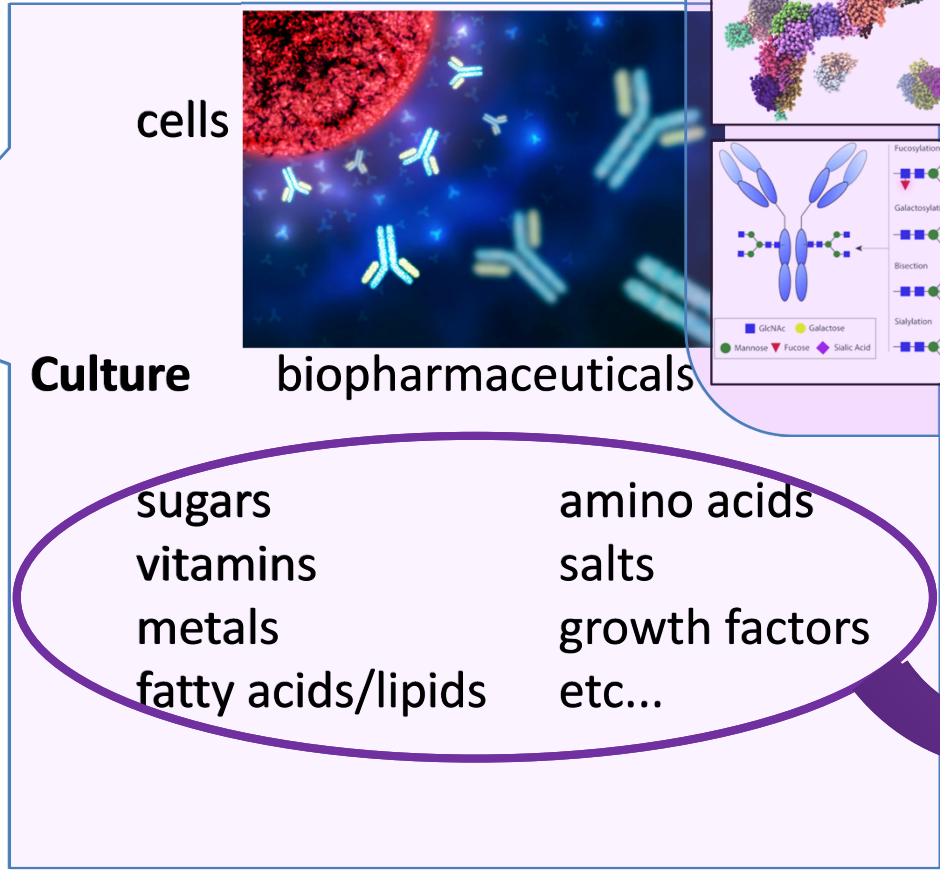 cells
Culture biopharmaceuticals
Fucosylation
Bisection
Sialylation
GlcNAc Galactose
Mannose Fucose Sialic Acid
sugars amino acids
vitamins salts
metals growth factors
fatty acids/lipids etc...